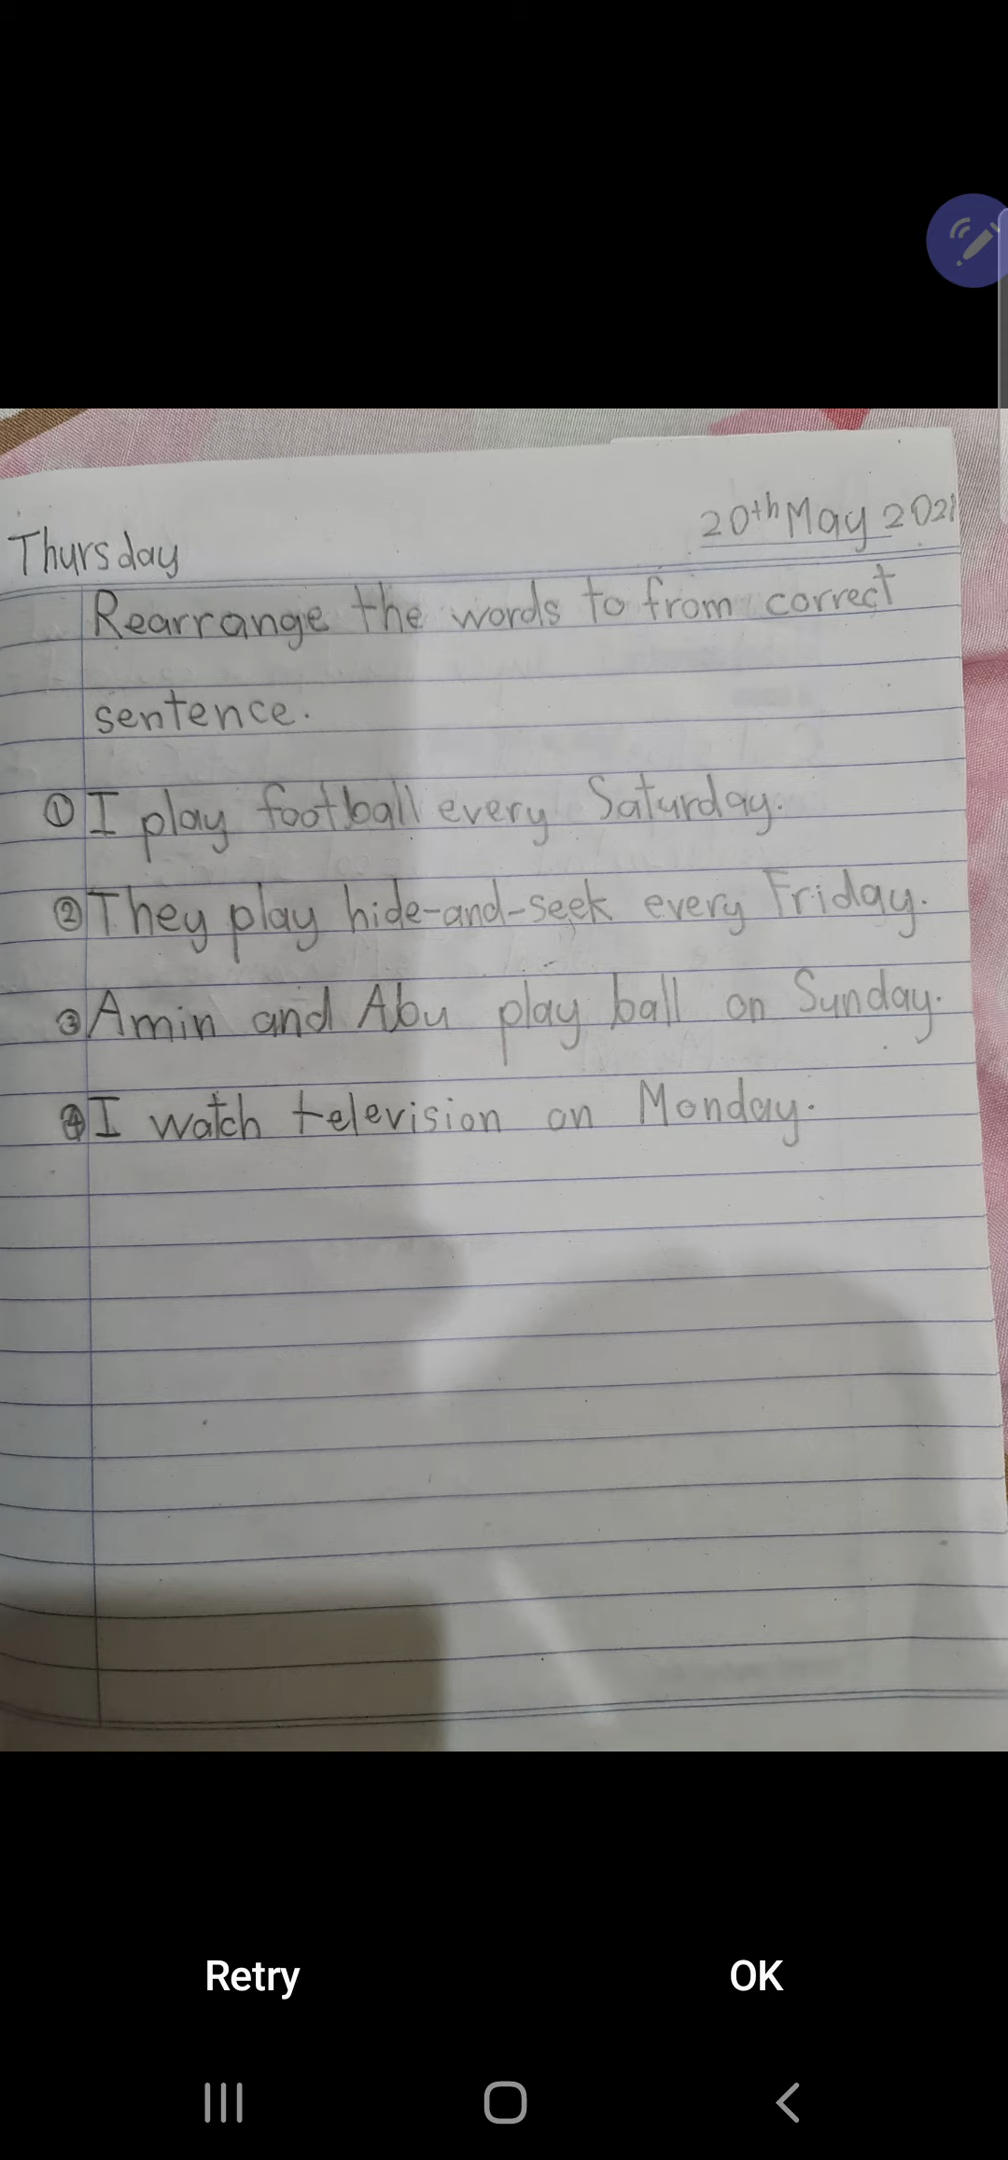 20th May 2021
Thursday
Rearrange the words to from correct
sentence.
① I play football every Saturday.
② They play hide-and-seek every Friday.
③ Amin and Abu play ball on Sunday.
④ I watch television on Monday.
Retry OK